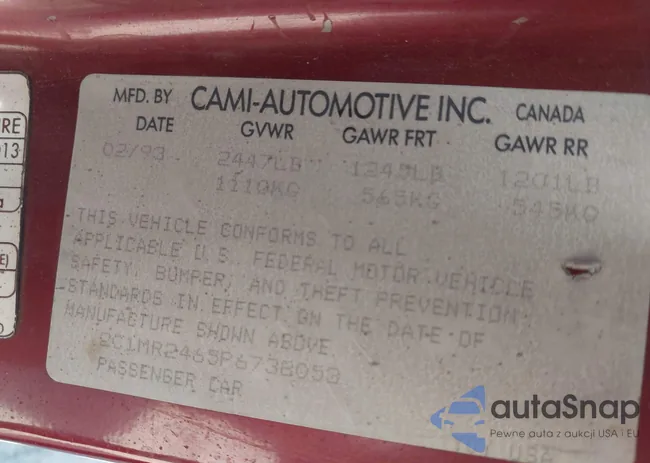 MFD. BY CAMI-AUTOMOTIVE INC. CANADA
DATE GVWR GAWR FRT GAWR RR
02/93 2447LB 1245LB 1201LB
1110KG 565KG 545KG
THIS VEHICLE CONFORMS TO ALL
APPLICABLE U.S. FEDERAL MOTOR VEHICLE
SAFETY, BUMPER, AND THEFT PREVENTION
STANDARDS IN EFFECT ON THE DATE OF
MANUFACTURE SHOWN ABOVE
2C1MR2465P6738053
PASSENGER CAR
autaSnap
Pewne auta z aukcji USA i EU